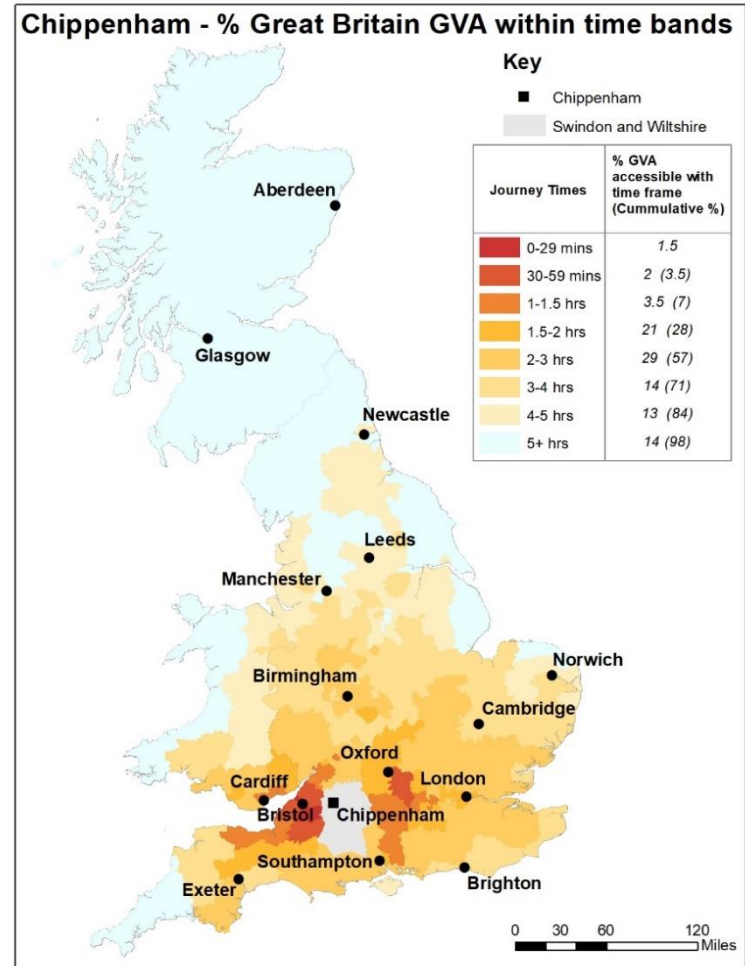 Chippenham - % Great Britain GVA within time bands
Key
Chippenham
Swindon and Wiltshire
Journey Times
% GVA
accessible with
time frame
(Cummulative %)
0-29 mins 1.5
30-59 mins 2 (3.5)
1-1.5 hrs 3.5 (7)
1.5-2 hrs 21 (28)
2-3 hrs 29 (57)
3-4 hrs 14 (71)
4-5 hrs 13 (84)
5+ hrs 14 (98)
Aberdeen
Glasgow
Newcastle
Leeds
Manchester
Norwich
Birmingham
Cambridge
Oxford
Cardiff
London
Bristol
Chippenham
Southampton
Exeter
Brighton
0 30 60 120
Miles